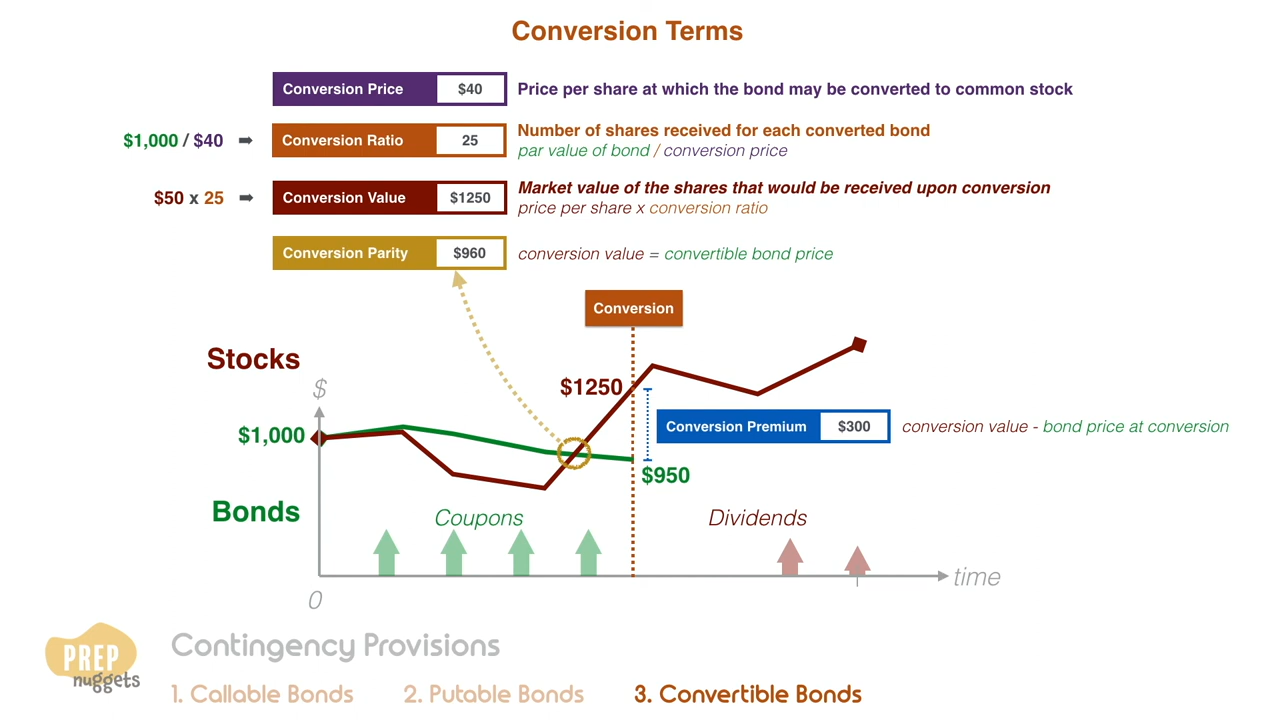 Conversion Terms
Conversion Price $40 Price per share at which the bond may be converted to common stock
$1,000 / $40 ➡ Conversion Ratio 25 Number of shares received for each converted bond
par value of bond / conversion price
$50 x 25 ➡ Conversion Value $1250 Market value of the shares that would be received upon conversion
price per share x conversion ratio
Conversion Parity $960 conversion value = convertible bond price
Conversion
Stocks
$
$1250
$1,000
Conversion Premium $300 conversion value - bond price at conversion
$950
Bonds
Coupons
Dividends
time
0
PREP
nuggets
Contingency Provisions
1. Callable Bonds 2. Putable Bonds 3. Convertible Bonds